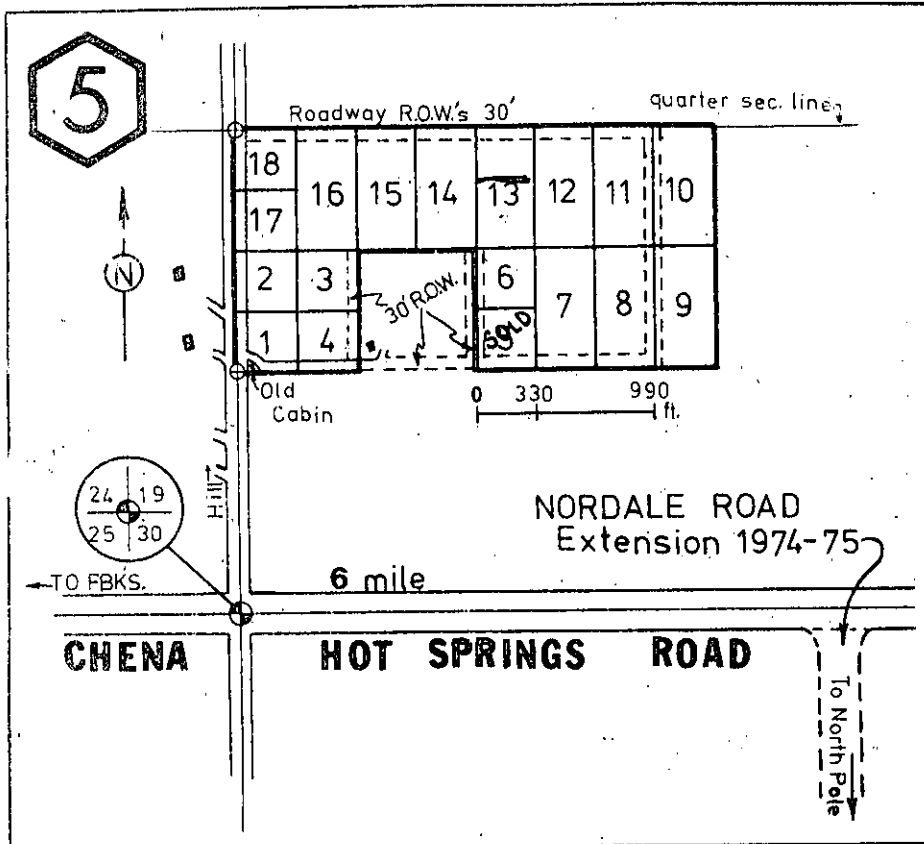 5
Roadway R.O.W.'s 30'
quarter sec. line
18
16
15
14
13
12
11
10
17
N
2
3
6
7
8
9
30' R.O.W.
1
4
SOLD
Old
Cabin
0 330 990
ft.
Hill
24 19
25 30
NORDALE ROAD
Extension 1974-75
TO FBKS.
6 mile
CHENA HOT SPRINGS ROAD
To North Pole